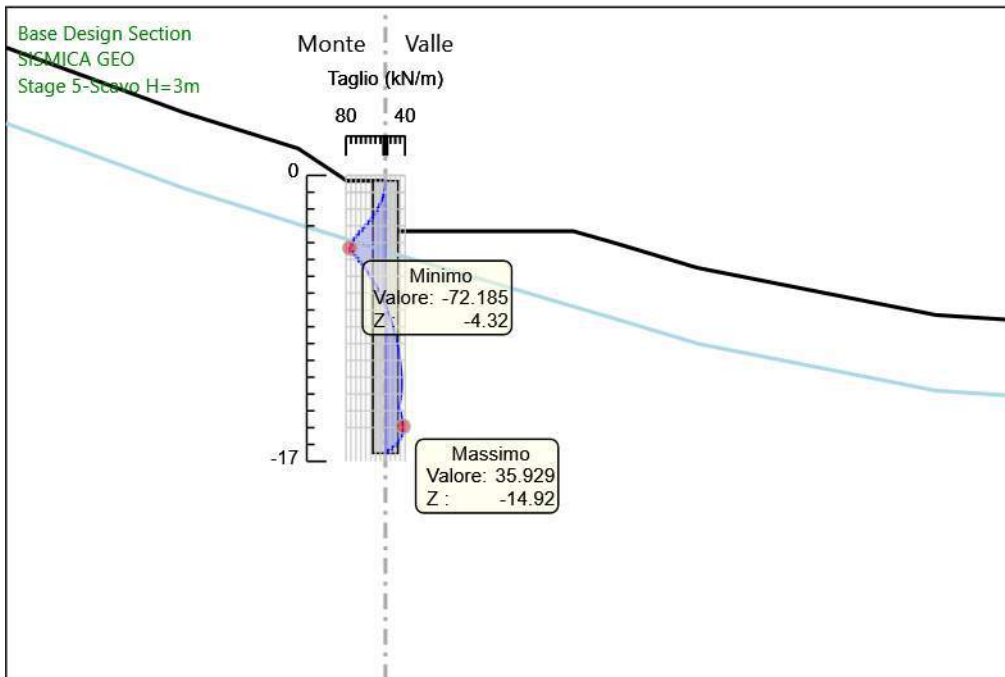 Base Design Section
SISMICA GEO
Stage 5-Scavo H=3m
Monte Valle
Taglio (kN/m)
80 40
0
Minimo
Valore: -72.185
Z : -4.32
-17
Massimo
Valore: 35.929
Z : -14.92